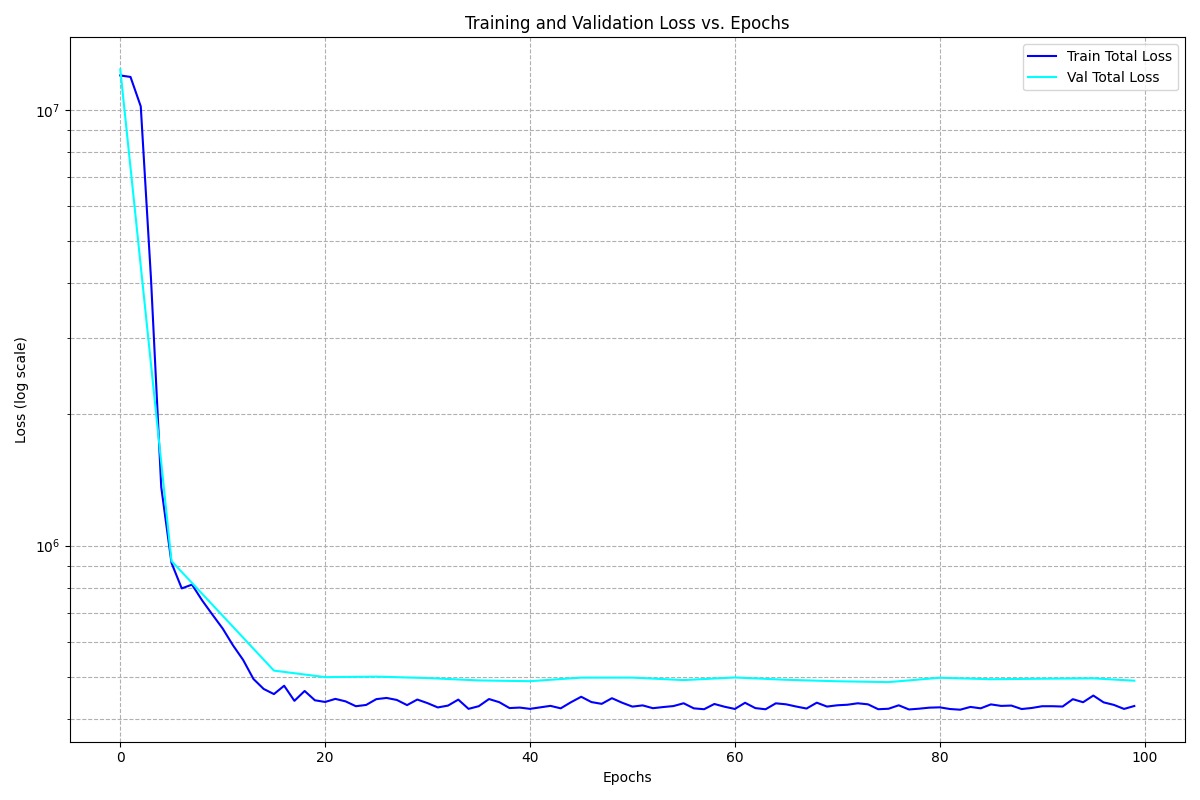 Training and Validation Loss vs. Epochs
Train Total Loss
Val Total Loss
10⁷
10⁶
Loss (log scale)
0 20 40 60 80 100
Epochs